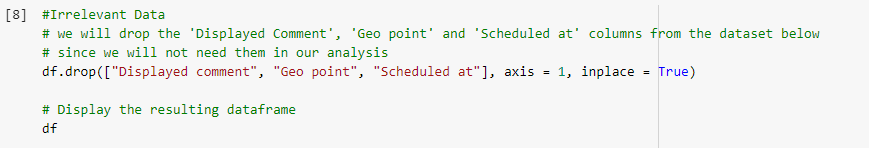 [8] #Irrelevant Data
# we will drop the 'Displayed Comment', 'Geo point' and 'Scheduled at' columns from the dataset below
# since we will not need them in our analysis
df.drop(["Displayed comment", "Geo point", "Scheduled at"], axis = 1, inplace = True)
# Display the resulting dataframe
df